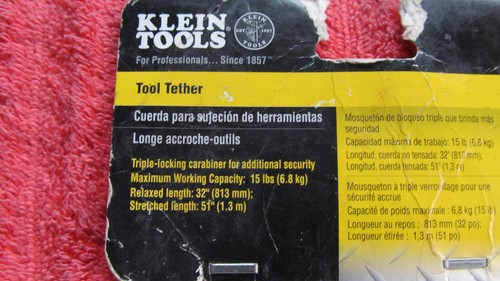 KLEIN
TOOLS
KLEIN
EST. 1857
TOOLS
For Professionals... Since 1857™
Tool Tether
Cuerda para sujeción de herramientas
Longe accroche-outils
Triple-locking carabiner for additional security
Maximum Working Capacity: 15 lbs (6.8 kg)
Relaxed length: 32" (813 mm);
Stretched length: 51" (1.3 m)
Mosquetón de bloqueo triple que brinda más
seguridad
Capacidad máxima de trabajo: 15 lb (6.8 kg)
Longitud, cuerda no tensada: 32" (813 mm);
Longitud, cuerda tensada: 51" (1.3 m)
Mousqueton à triple verrouillage pour une
sécurité accrue
Capacité de poids maximale : 6,8 kg (15 lb)
Longueur au repos : 813 mm (32 po);
Longueur étirée : 1,3 m (51 po)